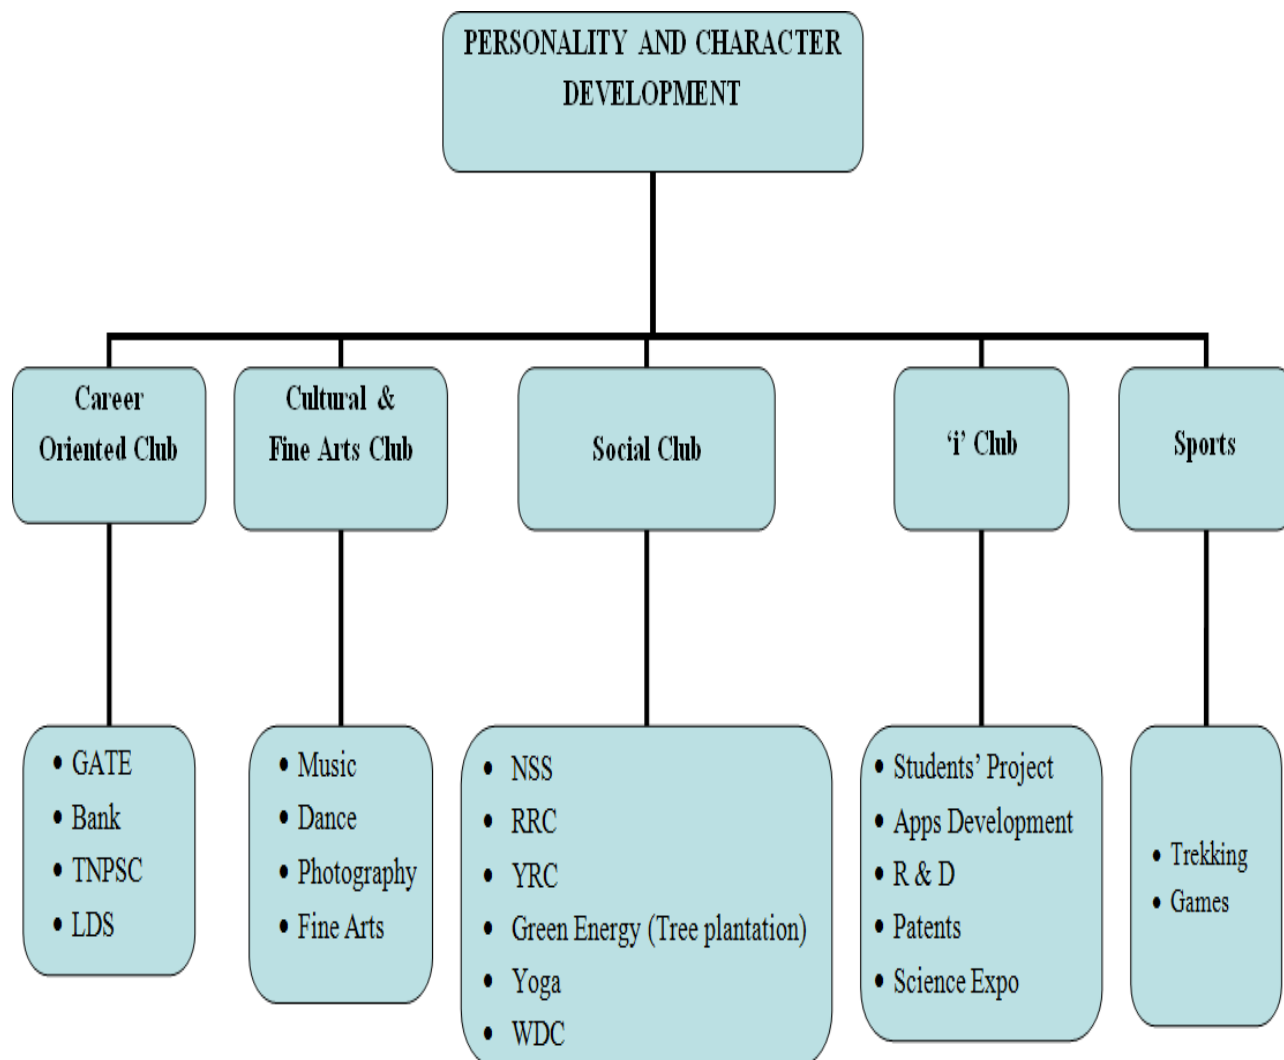 PERSONALITY AND CHARACTER
DEVELOPMENT
Career
Oriented Club
Cultural &
Fine Arts Club
Social Club
‘i’ Club
Sports
• GATE
• Bank
• TNPSC
• LDS
• Music
• Dance
• Photography
• Fine Arts
• NSS
• RRC
• YRC
• Green Energy (Tree plantation)
• Yoga
• WDC
• Students’ Project
• Apps Development
• R & D
• Patents
• Science Expo
• Trekking
• Games